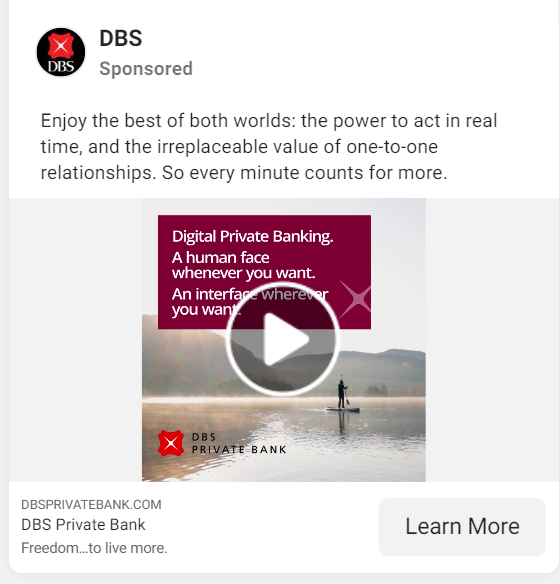 DBS
DBS
Sponsored
Enjoy the best of both worlds: the power to act in real
time, and the irreplaceable value of one-to-one
relationships. So every minute counts for more.
Digital Private Banking.
A human face
whenever you want.
An interface wherever
you want.
DBS
PRIVATE BANK
DBSPRIVATEBANK.COM
DBS Private Bank
Freedom...to live more.
Learn More